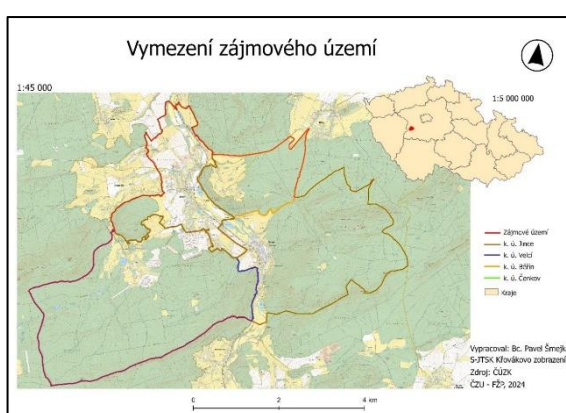 Vymezení zájmového území
1:45 000
1:5 000 000
Zájmové území
k. ú. Jince
k. ú. Velcí
k. ú. Běřín
k. ú. Čenkov
Kraje
Vypracoval: Bc. Pavel Šmejk
S-JTSK Křovákovo zobrazení
Zdroj: ČÚZK
ČZU - FŽP, 2024
0
2
4 km